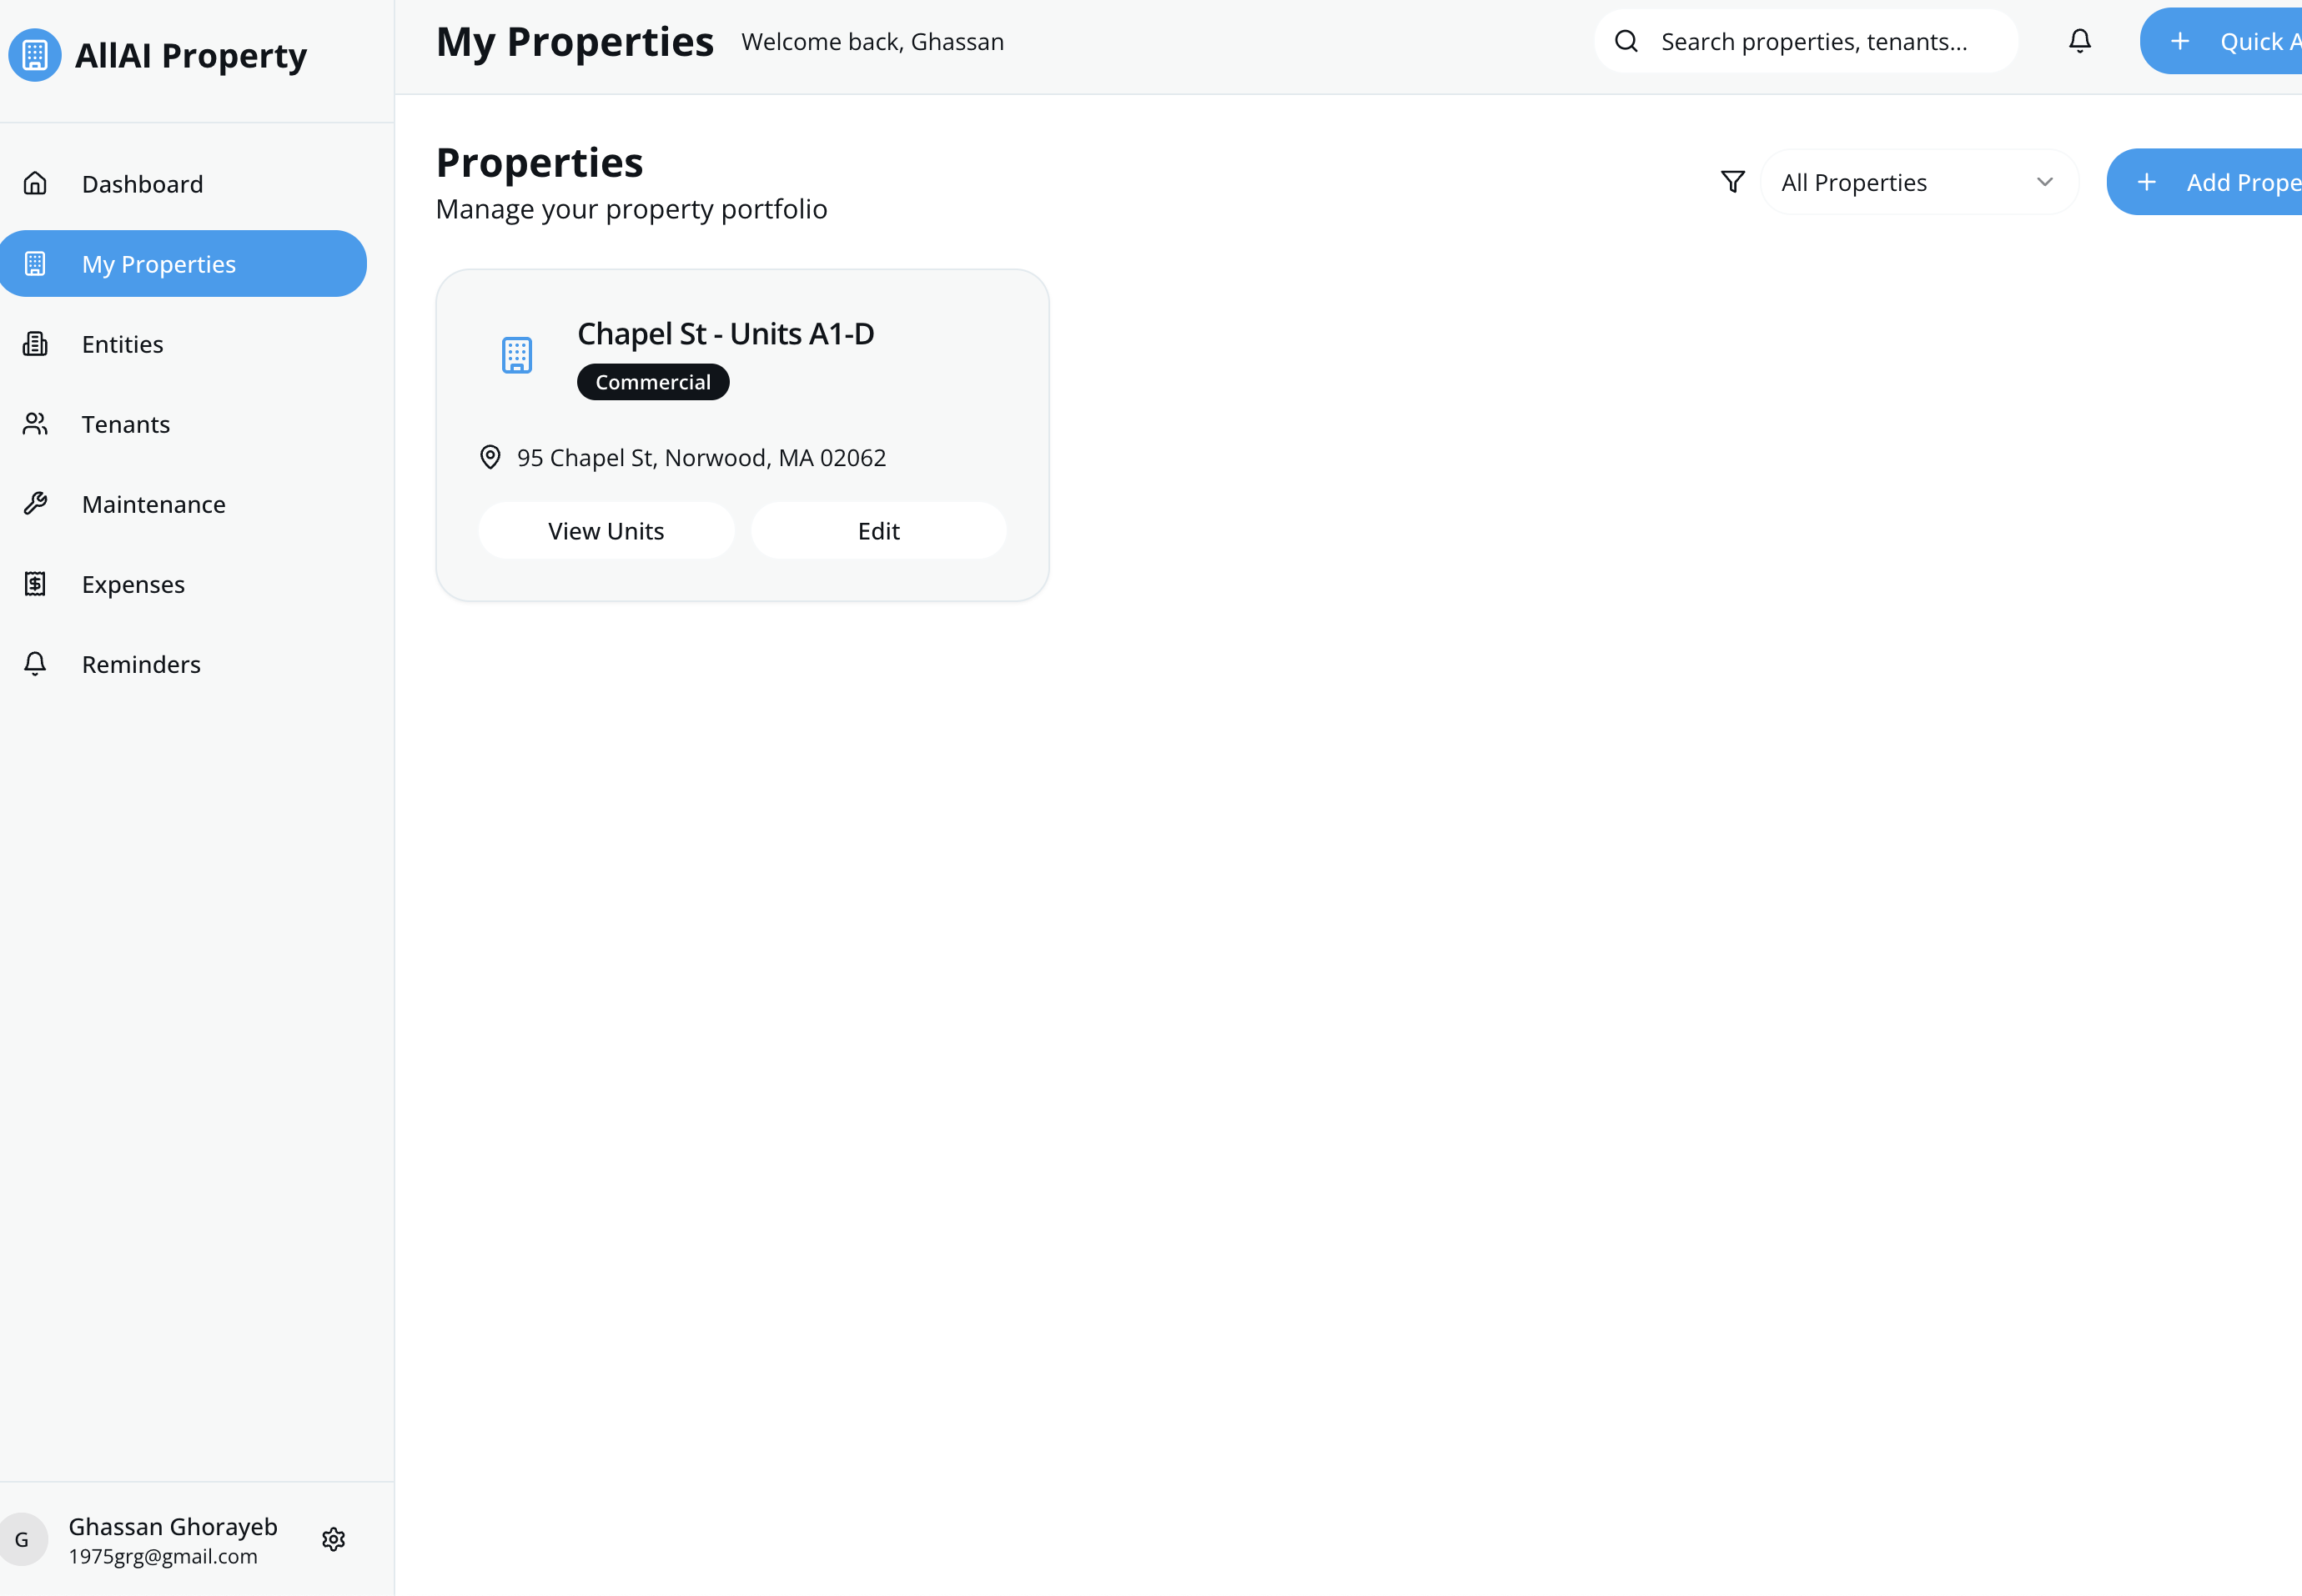 AllAI Property
Dashboard
My Properties
Entities
Tenants
Maintenance
Expenses
Reminders
G
Ghassan Ghorayeb
1975grg@gmail.com
My Properties
Welcome back, Ghassan
Search properties, tenants...
Quick A
Properties
Manage your property portfolio
All Properties
Add Prope
Chapel St - Units A1-D
Commercial
95 Chapel St, Norwood, MA 02062
View Units
Edit